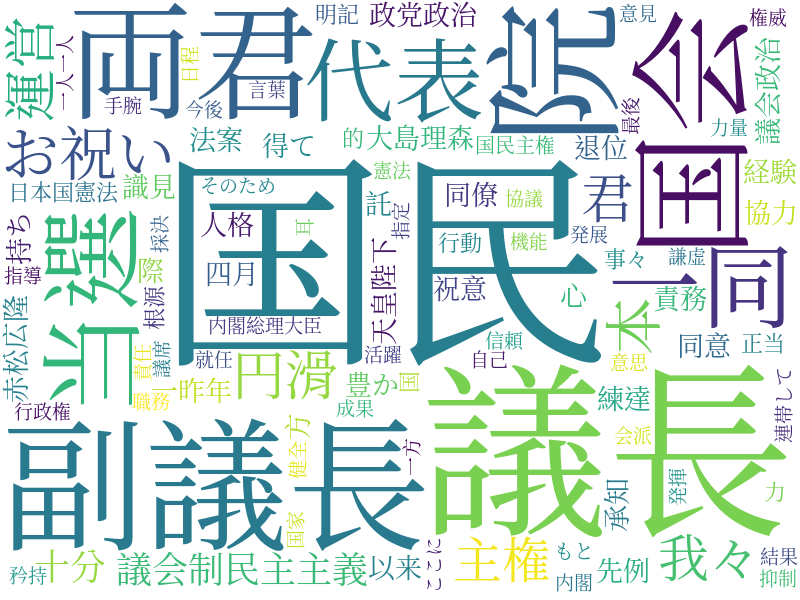 運営
一人一人
日程
両君
手腕
今後
言葉
明記
政党政治
代表
院
意見
最後
国会
権威
議会政治
力量
お祝い
法案
得て
的
大島理森
国民主権
退位
経験
日本国憲法
識見
そのため
憲法
同僚
協議
君
協力
持ち
指導
当選
採決
際
根源
人格
耳
四月
国民
託
指定
天皇陛下
行動
機能
発展
事々
謙虚
一同
祝意
心
責務
本
赤松広隆
内閣総理大臣
責任
議席
就任
活躍
自己
信頼
同意
正当
意思
行政権
職務
一昨年
円滑
豊か
国
成果
練達
会派
連帯して
副議長
健全
方
一方
国家
議長
承知
発揮
力
矜持
十分
議会制民主主義
以来
ここに
主権
もと
内閣
先例
我々
結果
抑制